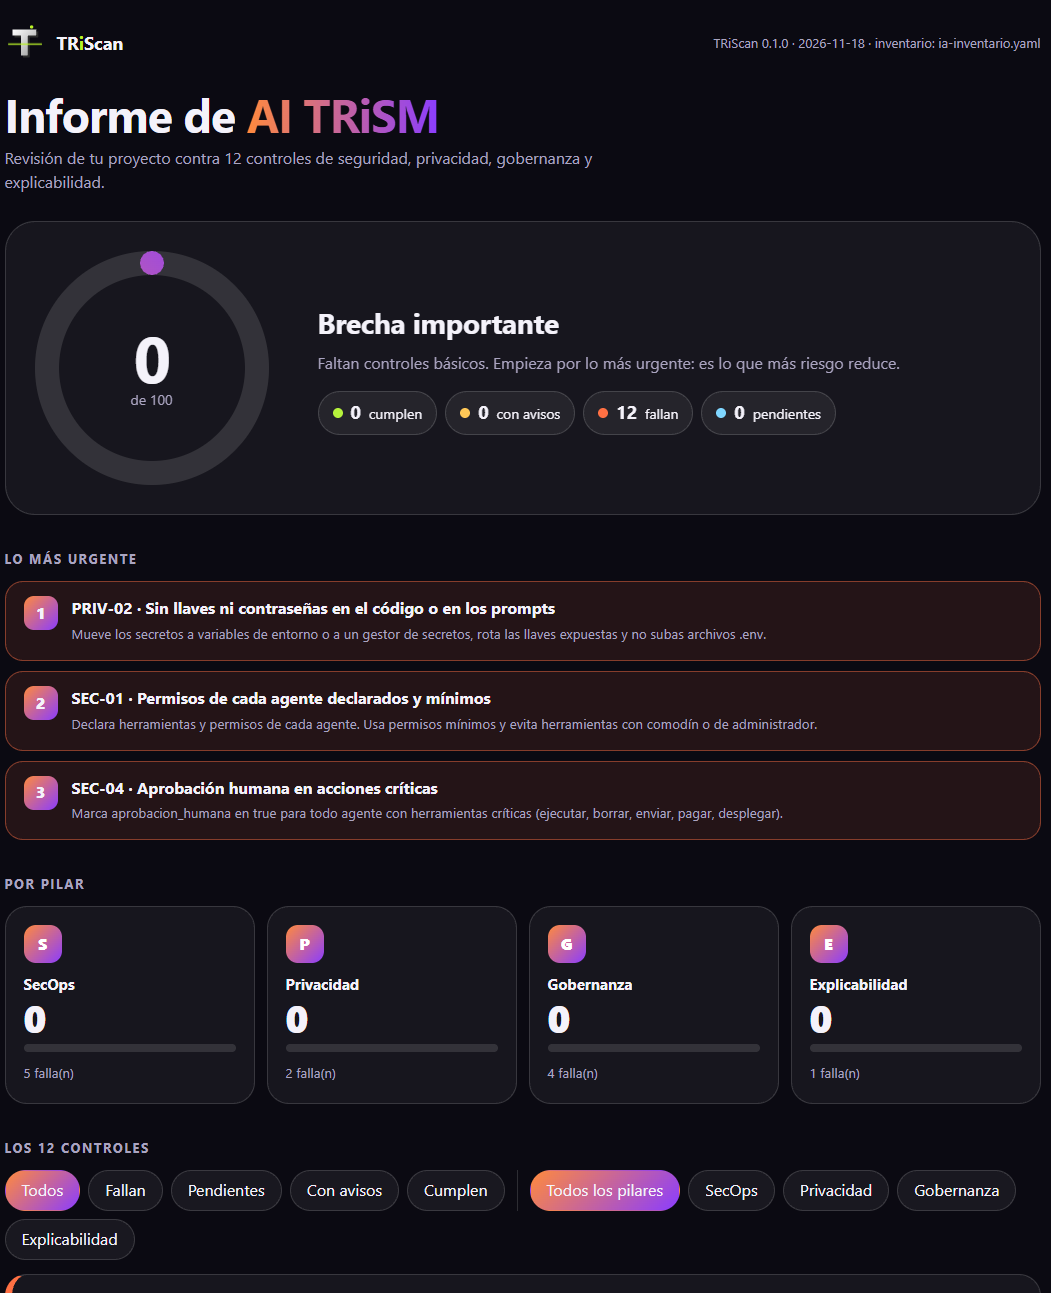 TRiScan
TRiScan 0.1.0 · 2026-11-18 · inventario: ia-inventario.yaml
Informe de AI TRiSM
Revisión de tu proyecto contra 12 controles de seguridad, privacidad, gobernanza y
explicabilidad.
0
de 100
Brecha importante
Faltan controles básicos. Empieza por lo más urgente: es lo que más riesgo reduce.
0 cumplen
0 con avisos
12 fallan
0 pendientes
LO MÁS URGENTE
1
PRIV-02 · Sin llaves ni contraseñas en el código o en los prompts
Mueve los secretos a variables de entorno o a un gestor de secretos, rota las llaves expuestas y no subas archivos .env.
2
SEC-01 · Permisos de cada agente declarados y mínimos
Declara herramientas y permisos de cada agente. Usa permisos mínimos y evita herramientas con comodín o de administrador.
3
SEC-04 · Aprobación humana en acciones críticas
Marca aprobacion_humana en true para todo agente con herramientas críticas (ejecutar, borrar, enviar, pagar, desplegar).
POR PILAR
S
SecOps
0
5 falla(n)
P
Privacidad
0
2 falla(n)
G
Gobernanza
0
4 falla(n)
E
Explicabilidad
0
1 falla(n)
LOS 12 CONTROLES
Todos
Fallan
Pendientes
Con avisos
Cumplen
Todos los pilares
SecOps
Privacidad
Gobernanza
Explicabilidad